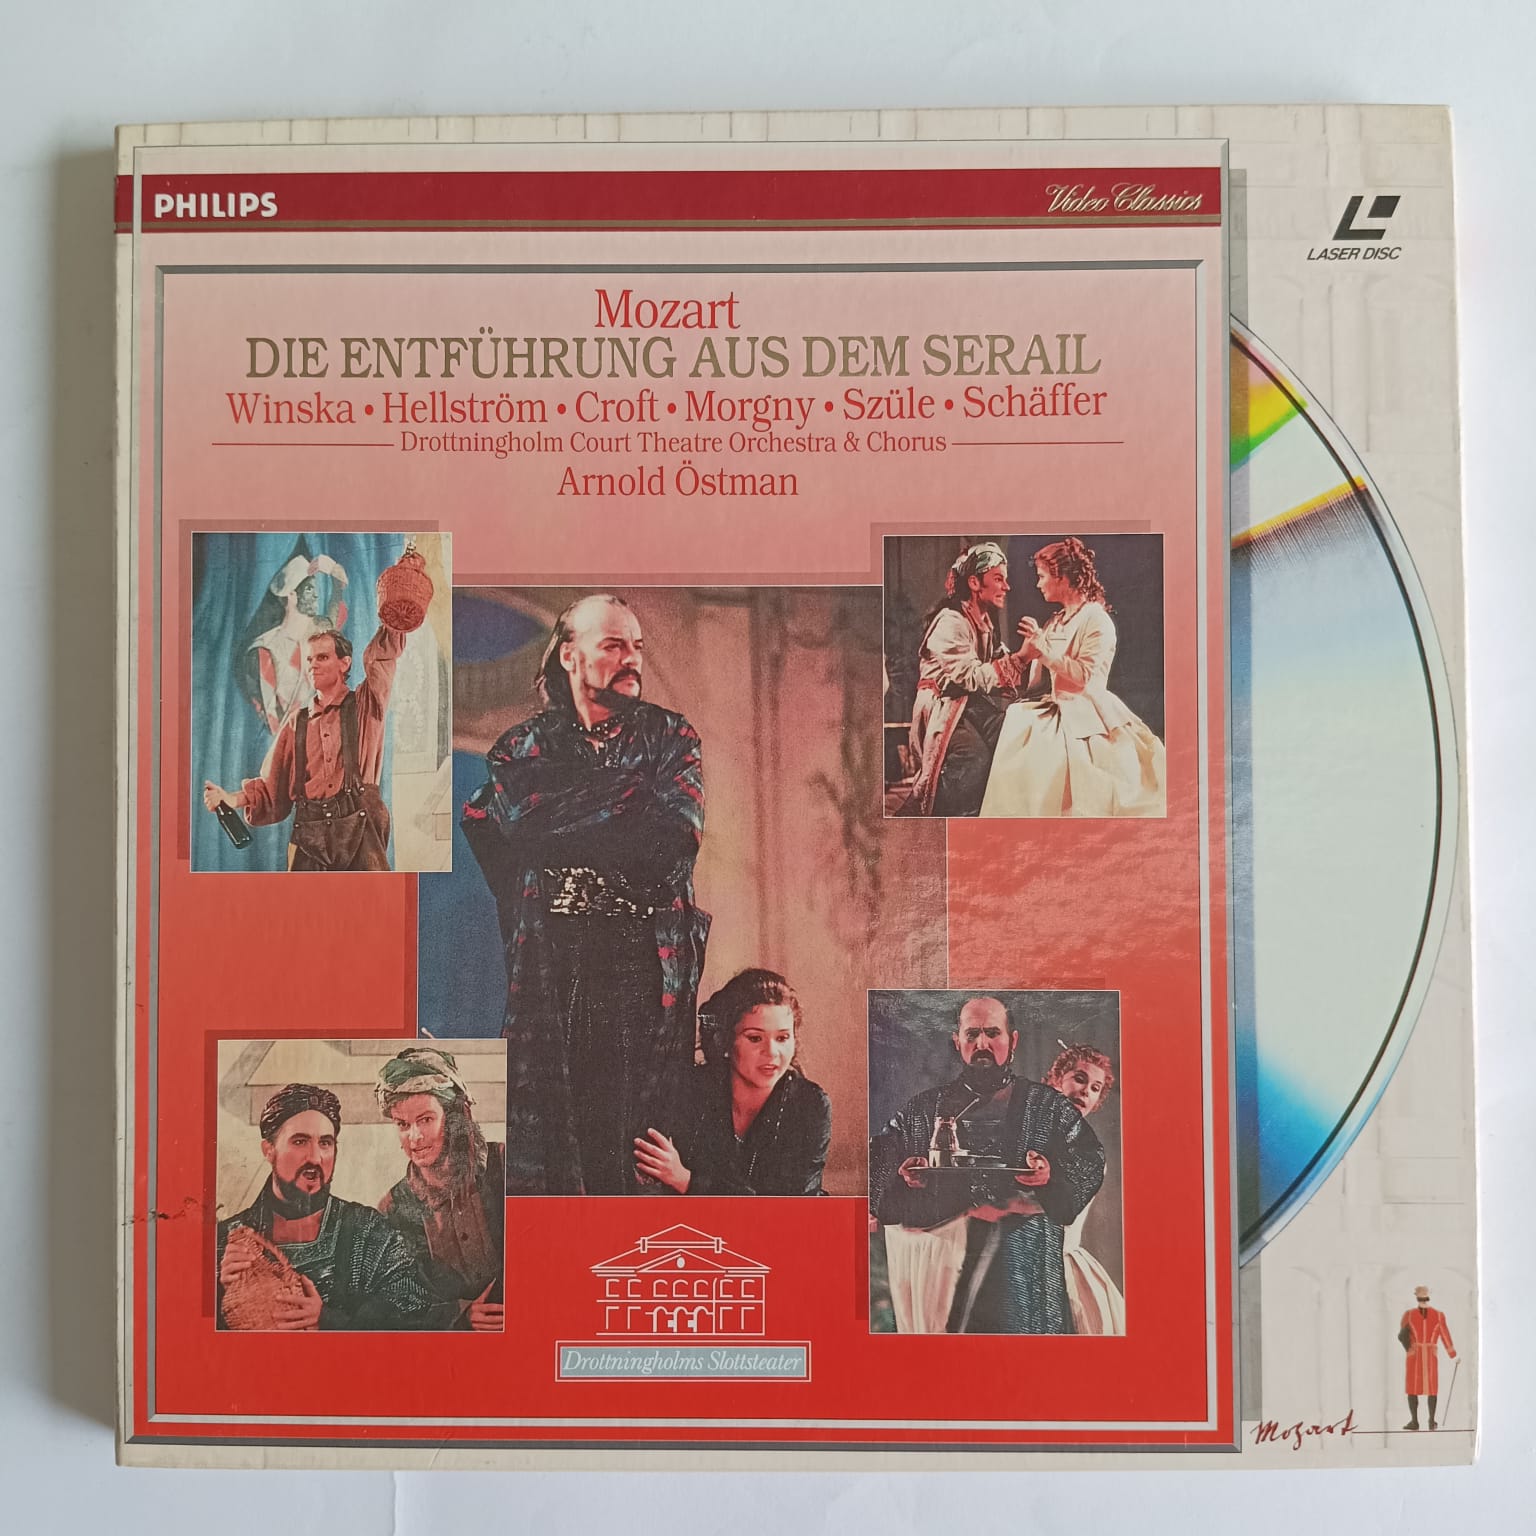 PHILIPS
Video Classics
LASER DISC
Mozart
DIE ENTFÜHRUNG AUS DEM SERAIL
Winska • Hellström • Croft • Morgny • Szüle • Schäffer
Drottningholm Court Theatre Orchestra & Chorus
Arnold Östman
Drottningholms Slottsteater
Mozart